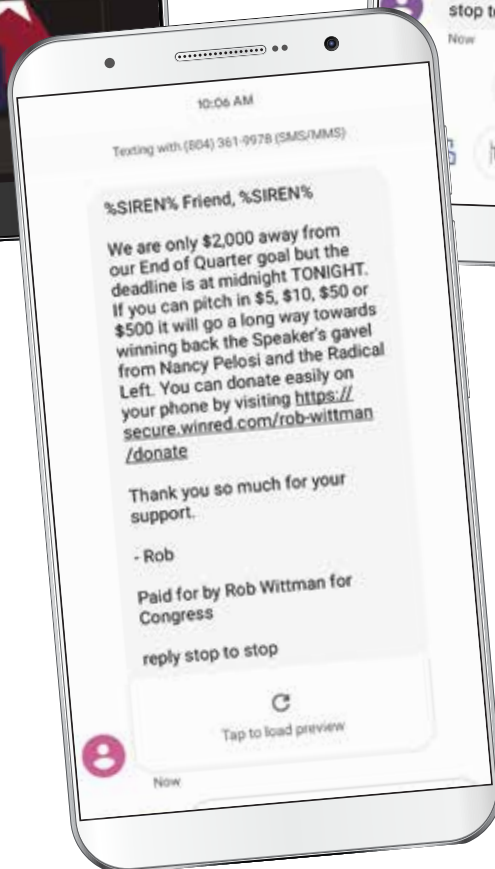 stop to
Now
10:06 AM
Texting with (804) 361-9978 (SMS/MMS)
%SIREN% Friend, %SIREN%
We are only $2,000 away from
our End of Quarter goal but the
deadline is at midnight TONIGHT.
If you can pitch in $5, $10, $50 or
$500 it will go a long way towards
winning back the Speaker's gavel
from Nancy Pelosi and the Radical
Left. You can donate easily on
your phone by visiting https://
secure.winred.com/rob-wittman
/donate
Thank you so much for your
support.
- Rob
Paid for by Rob Wittman for
Congress
reply stop to stop
Tap to load preview
Now